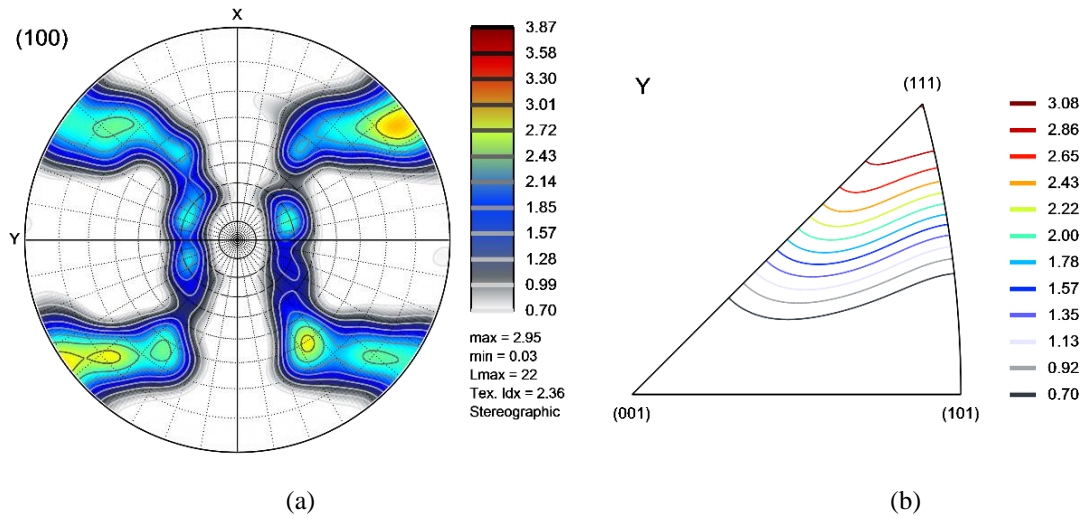 X
(100)
Y
3.87
3.58
3.30
3.01
2.72
2.43
2.14
1.85
1.57
1.28
0.99
0.70
max = 2.95
min = 0.03
Lmax = 22
Tex. Idx = 2.36
Stereographic
(a)
Y
(111)
(001)
(101)
3.08
2.86
2.65
2.43
2.22
2.00
1.78
1.57
1.35
1.13
0.92
0.70
(b)